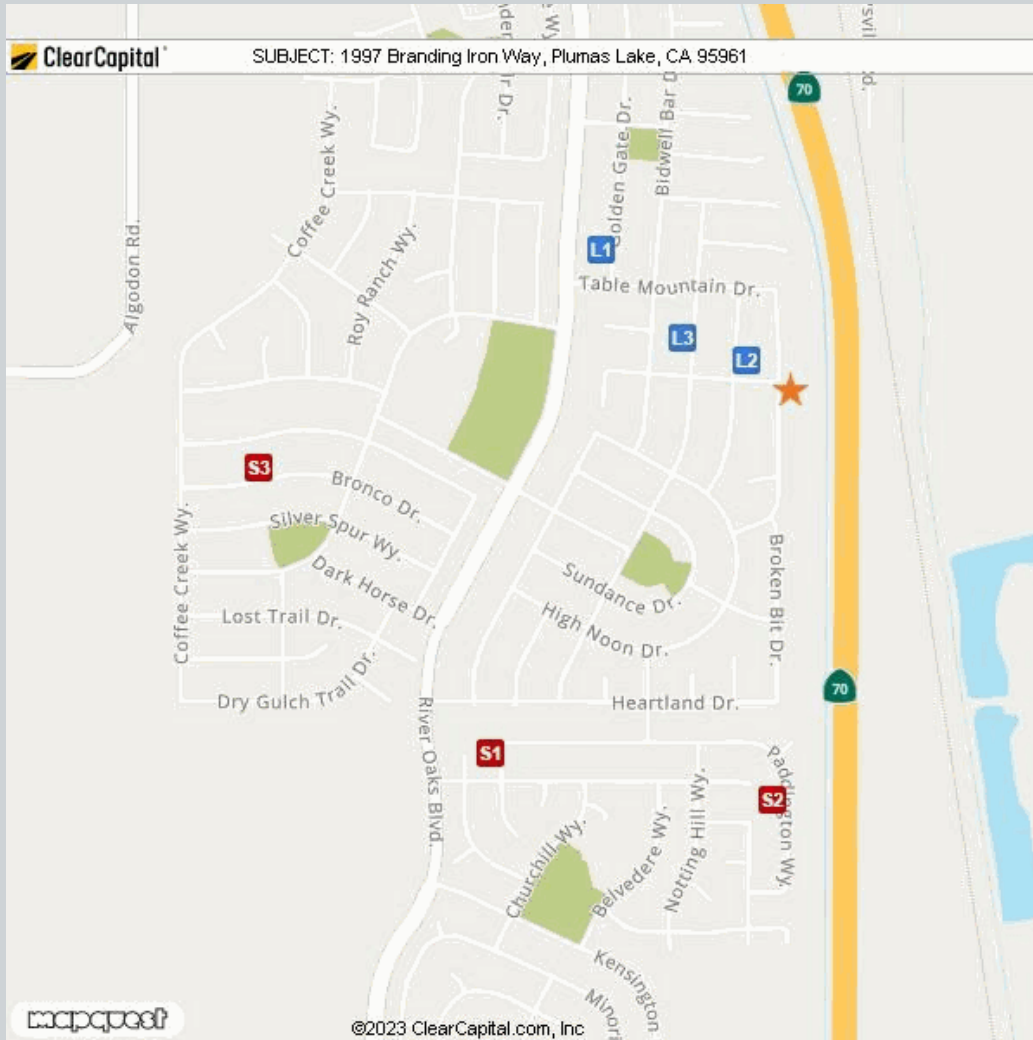 ClearCapital
SUBJECT: 1997 Branding Iron Way, Plumas Lake, CA 95961
70
Coffee Creek Wy.
Golden Gate Dr.
Bidwell Bar D
Algodon Rd.
Roy Ranch Wy.
L1
Table Mountain Dr.
L3
L2
S3
Bronco Dr.
Silver Spur Wy.
Coffee Creek Wy.
Dark Horse Dr.
Lost Trail Dr.
Dry Gulch Trail Dr.
Sundance Dr.
High Noon Dr.
Broken Bit Dr.
Heartland Dr.
70
River Oaks Blvd.
S1
S2
Paddington Wy.
Notting Hill Wy.
Belvedere Wy.
Churchill Wy.
Kensington
Minori
mapquest
©2023 ClearCapital.com, Inc